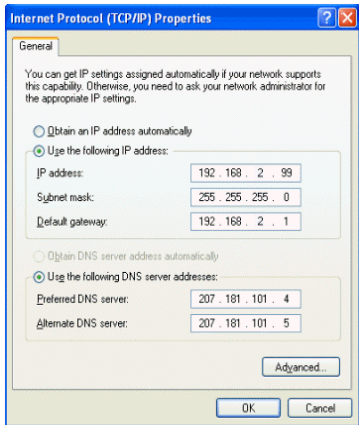 Internet Protocol (TCP/IP) Properties
General
You can get IP settings assigned automatically if your network supports
this capability. Otherwise, you need to ask your network administrator for
the appropriate IP settings.
Obtain an IP address automatically
Use the following IP address:
IP address: 192 . 168 . 2 . 99
Subnet mask: 255 . 255 . 255 . 0
Default gateway: 192 . 168 . 2 . 1
Obtain DNS server address automatically
Use the following DNS server addresses:
Preferred DNS server: 207 . 181 . 101 . 4
Alternate DNS server: 207 . 181 . 101 . 5
Advanced...
OK Cancel